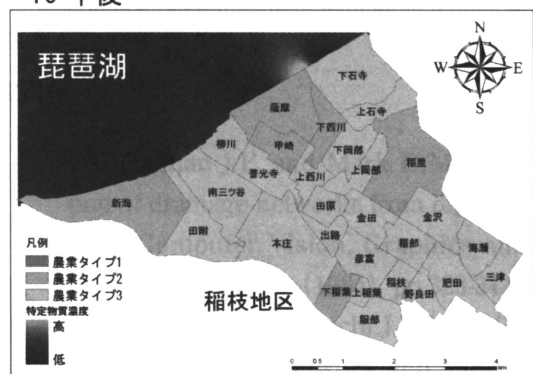 10 年後
琵琶湖
N
W E
S
下石寺
上石寺
薩摩
下西川
柳川
甲崎
下岡部
稲里
善光寺
上西川
上岡部
新海
南三ツ谷
田原
金田
金沢
田附
本庄
出路
稲部
海瀬
彦富
三津
下稲葉
上稲葉
稲枝
野良田
肥田
服部
稲枝地区
凡例
農業タイプ1
農業タイプ2
農業タイプ3
特定物質濃度
高
低
0 0.5 1 2 3 4
km